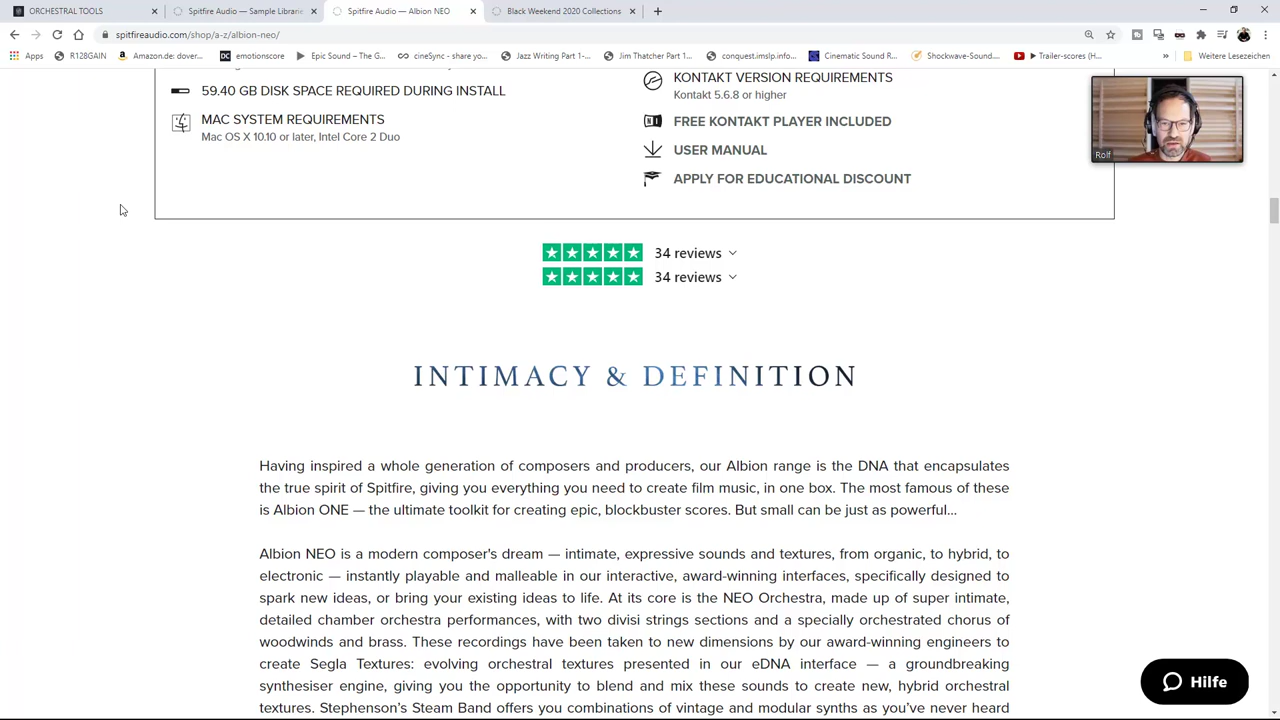 ORCHESTRAL TOOLS
Spitfire Audio — Sample Librarie
Spitfire Audio — Albion NEO
Black Weekend 2020 Collections
spitfireaudio.com/shop/a-z/albion-neo/
Apps
R128GAIN
Amazon.de: dover...
emotionscore
Epic Sound – The G...
cineSync - share yo...
Jazz Writing Part 1-...
Jim Thatcher Part 1...
conquest.imslp.info...
Cinematic Sound R...
Shockwave-Sound....
Trailer-scores (H...
»
Weitere Lesezeichen
59.40 GB DISK SPACE REQUIRED DURING INSTALL
MAC SYSTEM REQUIREMENTS
Mac OS X 10.10 or later, Intel Core 2 Duo
KONTAKT VERSION REQUIREMENTS
Kontakt 5.6.8 or higher
FREE KONTAKT PLAYER INCLUDED
USER MANUAL
APPLY FOR EDUCATIONAL DISCOUNT
Rolf
34 reviews
34 reviews
INTIMACY & DEFINITION
Having inspired a whole generation of composers and producers, our Albion range is the DNA that encapsulates
the true spirit of Spitfire, giving you everything you need to create film music, in one box. The most famous of these
is Albion ONE — the ultimate toolkit for creating epic, blockbuster scores. But small can be just as powerful...
Albion NEO is a modern composer's dream — intimate, expressive sounds and textures, from organic, to hybrid, to
electronic — instantly playable and malleable in our interactive, award-winning interfaces, specifically designed to
spark new ideas, or bring your existing ideas to life. At its core is the NEO Orchestra, made up of super intimate,
detailed chamber orchestra performances, with two divisi strings sections and a specially orchestrated chorus of
woodwinds and brass. These recordings have been taken to new dimensions by our award-winning engineers to
create Segla Textures: evolving orchestral textures presented in our eDNA interface — a groundbreaking
synthesiser engine, giving you the opportunity to blend and mix these sounds to create new, hybrid orchestral
textures. Stephenson's Steam Band offers you combinations of vintage and modular synths as you've never heard
Hilfe